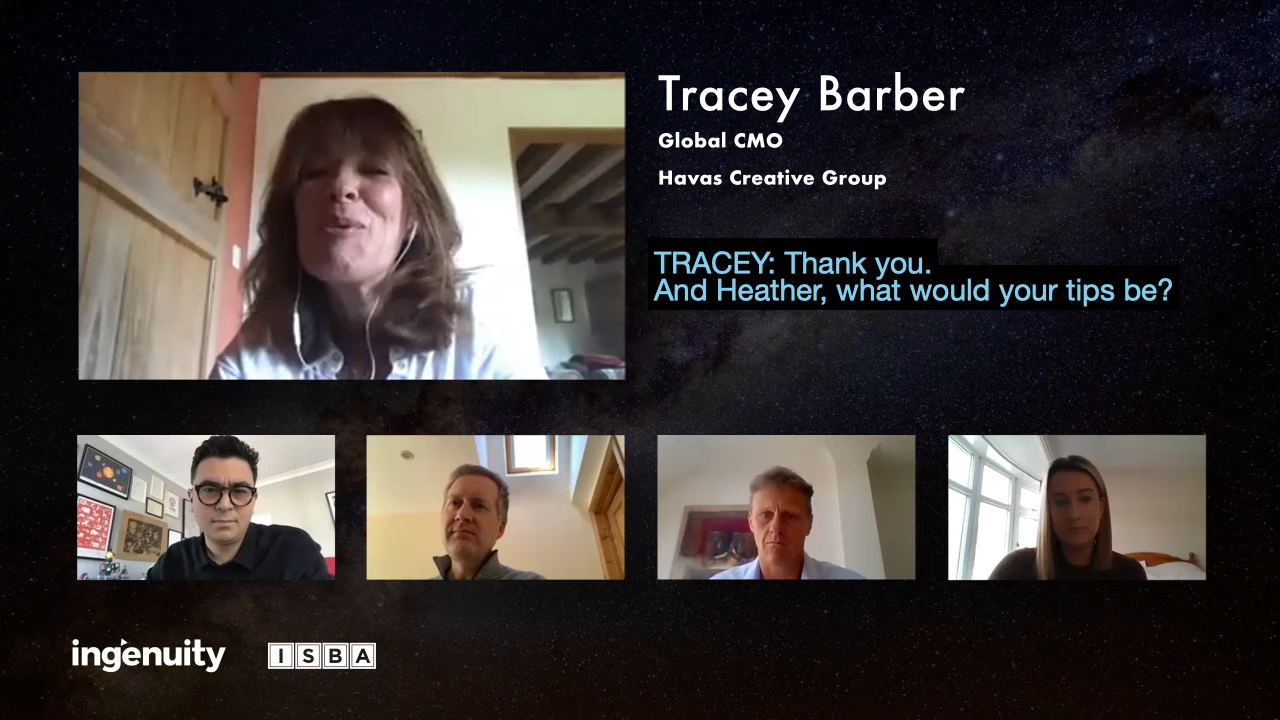 Tracey Barber
Global CMO
Havas Creative Group
TRACEY: Thank you.
And Heather, what would your tips be?
ingenuity
ISBA